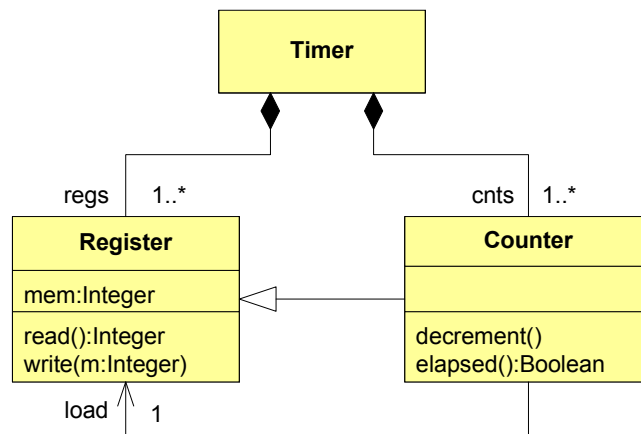 Timer
regs
1..*
cnts
1..*
Register
Counter
mem:Integer
read():Integer
write(m:Integer)
decrement()
elapsed():Boolean
load
1